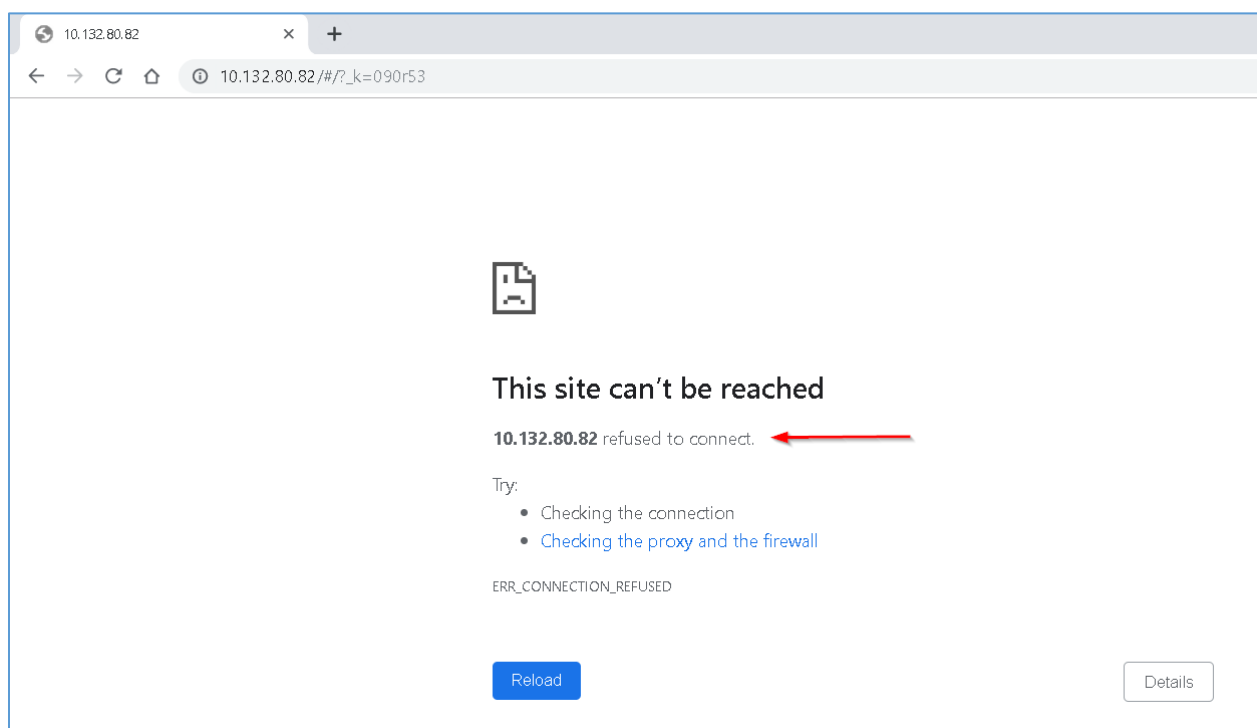 10.132.80.82
10.132.80.82/#/?_k=090r53
This site can't be reached
10.132.80.82 refused to connect.
Try:
Checking the connection
Checking the proxy and the firewall
ERR_CONNECTION_REFUSED
Reload
Details